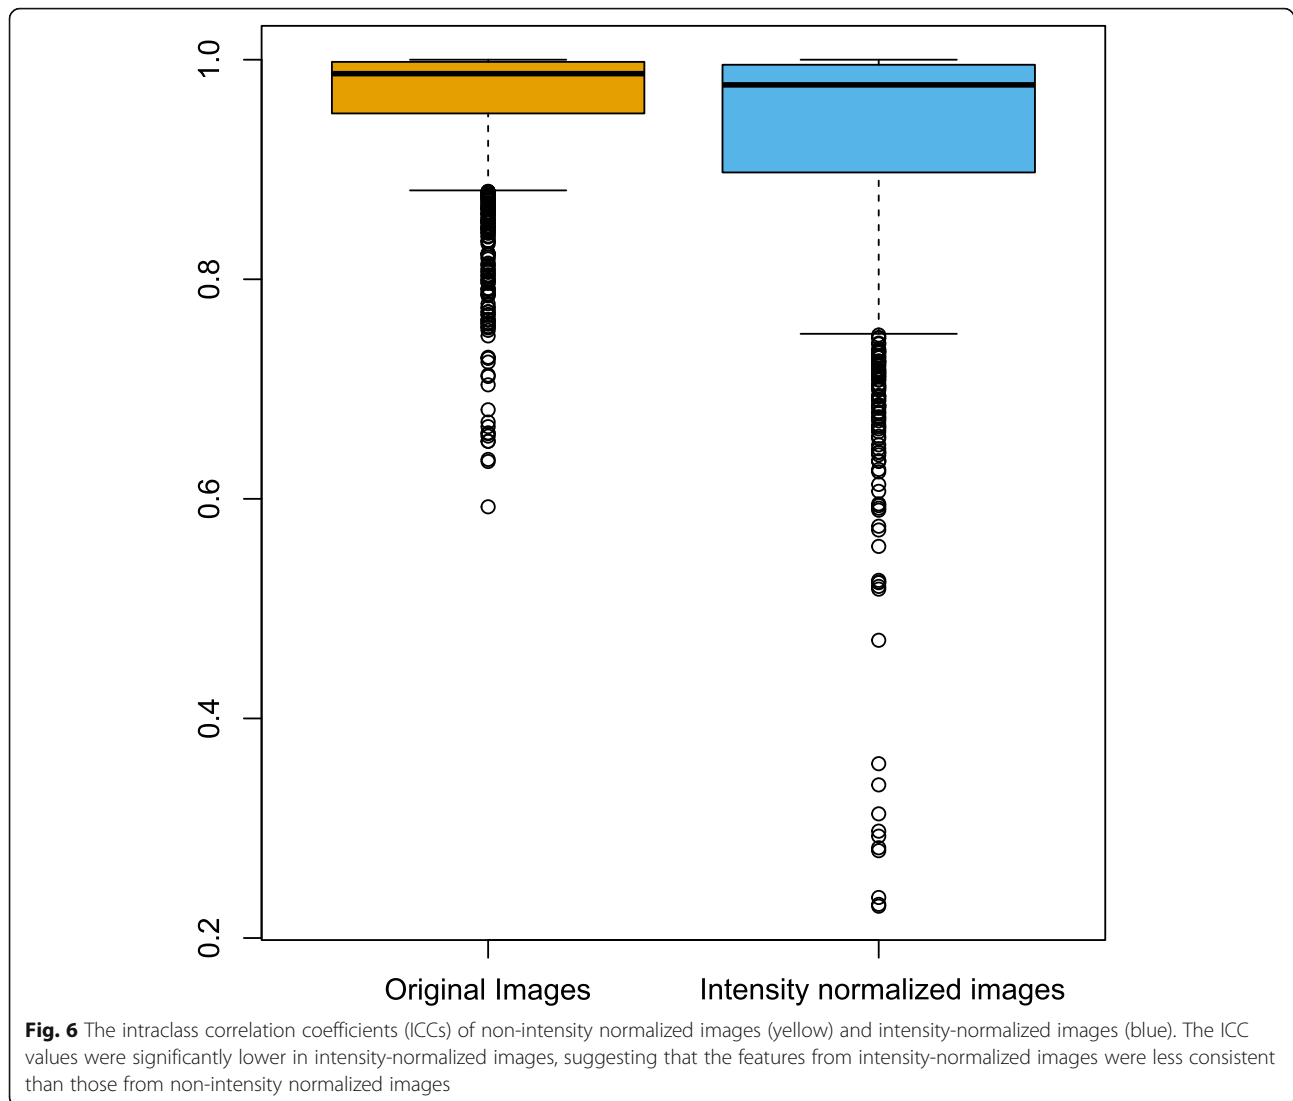 1.0
0.8
0.6
0.4
0.2
Original Images Intensity normalized images
Fig. 6 The intraclass correlation coefficients (ICCs) of non-intensity normalized images (yellow) and intensity-normalized images (blue). The ICC
values were significantly lower in intensity-normalized images, suggesting that the features from intensity-normalized images were less consistent
than those from non-intensity normalized images